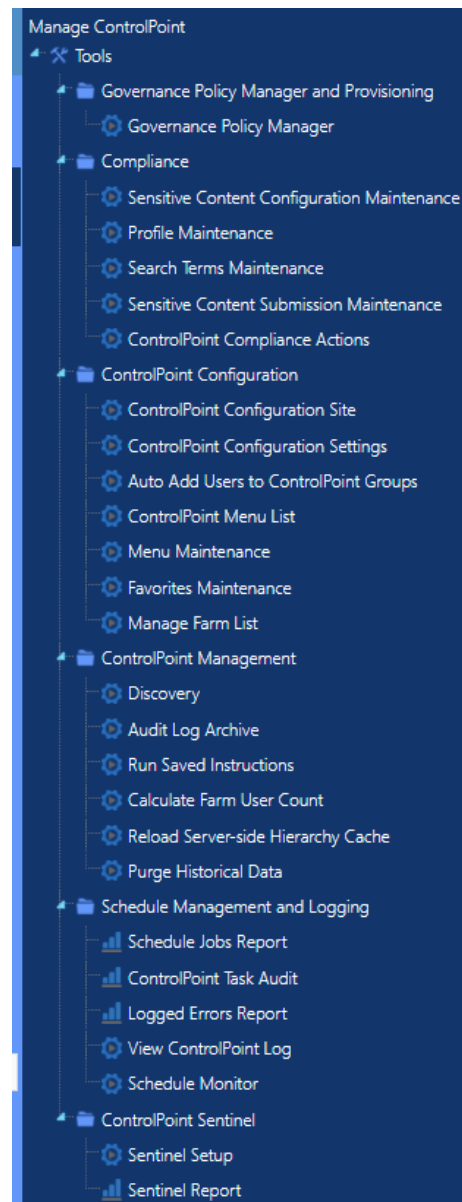 Manage ControlPoint
Tools
Governance Policy Manager and Provisioning
Governance Policy Manager
Compliance
Sensitive Content Configuration Maintenance
Profile Maintenance
Search Terms Maintenance
Sensitive Content Submission Maintenance
ControlPoint Compliance Actions
ControlPoint Configuration
ControlPoint Configuration Site
ControlPoint Configuration Settings
Auto Add Users to ControlPoint Groups
ControlPoint Menu List
Menu Maintenance
Favorites Maintenance
Manage Farm List
ControlPoint Management
Discovery
Audit Log Archive
Run Saved Instructions
Calculate Farm User Count
Reload Server-side Hierarchy Cache
Purge Historical Data
Schedule Management and Logging
Schedule Jobs Report
ControlPoint Task Audit
Logged Errors Report
View ControlPoint Log
Schedule Monitor
ControlPoint Sentinel
Sentinel Setup
Sentinel Report